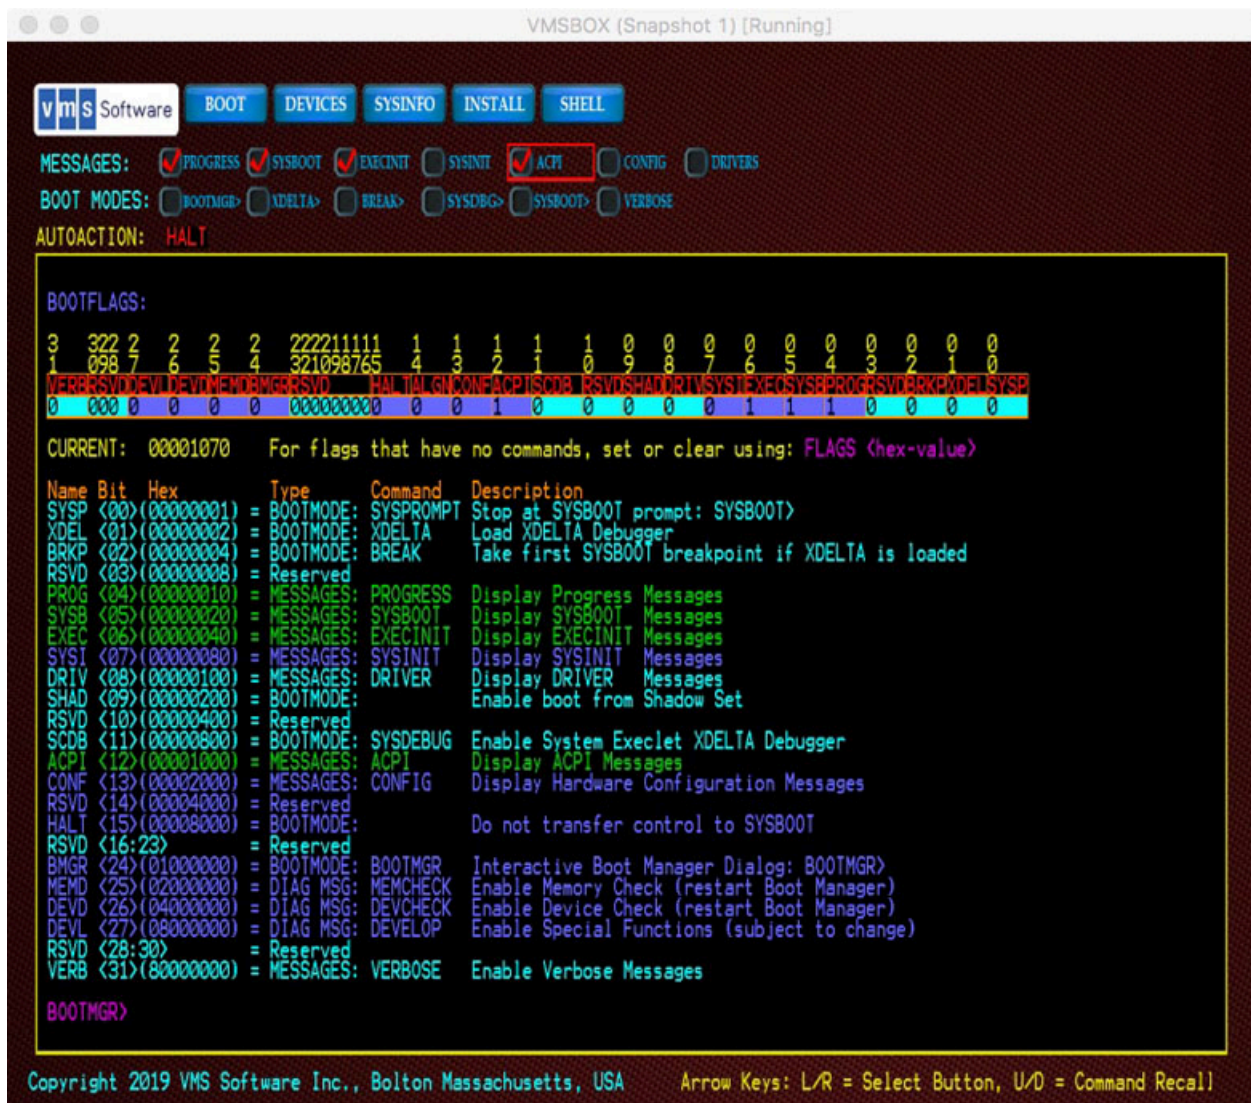 VMSBOX (Snapshot 1) [Running]
vms Software BOOT DEVICES SYSINFO INSTALL SHELL
MESSAGES: PROGRESS SYSBOOT EXECINIT SYSINIT ACPI CONFIG DRIVERS
BOOT MODES: BOOTMGR> XDELTA> BREAK> SYSDBG> SYSBOOT> VERBOSE
AUTOACTION: HALT
BOOTFLAGS:
3 322 2 2 2 2 222211111 1 1 1 1 1 0 0 0 0 0 0 0 0 0 0
1 098 7 6 5 4 321098765 4 3 2 1 0 9 8 7 6 5 4 3 2 1 0
VERBRSVDDEVLDEVDMEMDBMGRRSVD HALTALGNCONFACPISCDB RSVDSHADDRIVSYSIEXECSYSBPROGRSVDBRKPXDELSYSP
0 000 0 0 0 0 000000000 0 0 1 0 0 0 0 0 1 1 1 0 0 0 0
CURRENT: 00001070 For flags that have no commands, set or clear using: FLAGS <hex-value>
Name Bit Hex Type Command Description
SYSP <00>(00000001) = BOOTMODE: SYSPROMPT Stop at SYSBOOT prompt: SYSBOOT>
XDEL <01>(00000002) = BOOTMODE: XDELTA Load XDELTA Debugger
BRKP <02>(00000004) = BOOTMODE: BREAK Take first SYSBOOT breakpoint if XDELTA is loaded
RSVD <03>(00000008) = Reserved
PROG <04>(00000010) = MESSAGES: PROGRESS Display Progress Messages
SYSB <05>(00000020) = MESSAGES: SYSBOOT Display SYSBOOT Messages
EXEC <06>(00000040) = MESSAGES: EXECINIT Display EXECINIT Messages
SYSI <07>(00000080) = MESSAGES: SYSINIT Display SYSINIT Messages
DRIV <08>(00000100) = MESSAGES: DRIVER Display DRIVER Messages
SHAD <09>(00000200) = BOOTMODE: Enable boot from Shadow Set
RSVD <10>(00000400) = Reserved
SCDB <11>(00000800) = BOOTMODE: SYSDEBUG Enable System Execlet XDELTA Debugger
ACPI <12>(00001000) = MESSAGES: ACPI Display ACPI Messages
CONF <13>(00002000) = MESSAGES: CONFIG Display Hardware Configuration Messages
RSVD <14>(00004000) = Reserved
HALT <15>(00008000) = BOOTMODE: Do not transfer control to SYSBOOT
RSVD <16:23> = Reserved
BMGR <24>(01000000) = BOOTMODE: BOOTMGR Interactive Boot Manager Dialog: BOOTMGR>
MEMD <25>(02000000) = DIAG MSG: MEMCHECK Enable Memory Check (restart Boot Manager)
DEVD <26>(04000000) = DIAG MSG: DEVCHECK Enable Device Check (restart Boot Manager)
DEVL <27>(08000000) = DIAG MSG: DEVELOP Enable Special Functions (subject to change)
RSVD <28:30> = Reserved
VERB <31>(80000000) = MESSAGES: VERBOSE Enable Verbose Messages
BOOTMGR>
Copyright 2019 VMS Software Inc., Bolton Massachusetts, USA Arrow Keys: L/R = Select Button, U/D = Command Recall